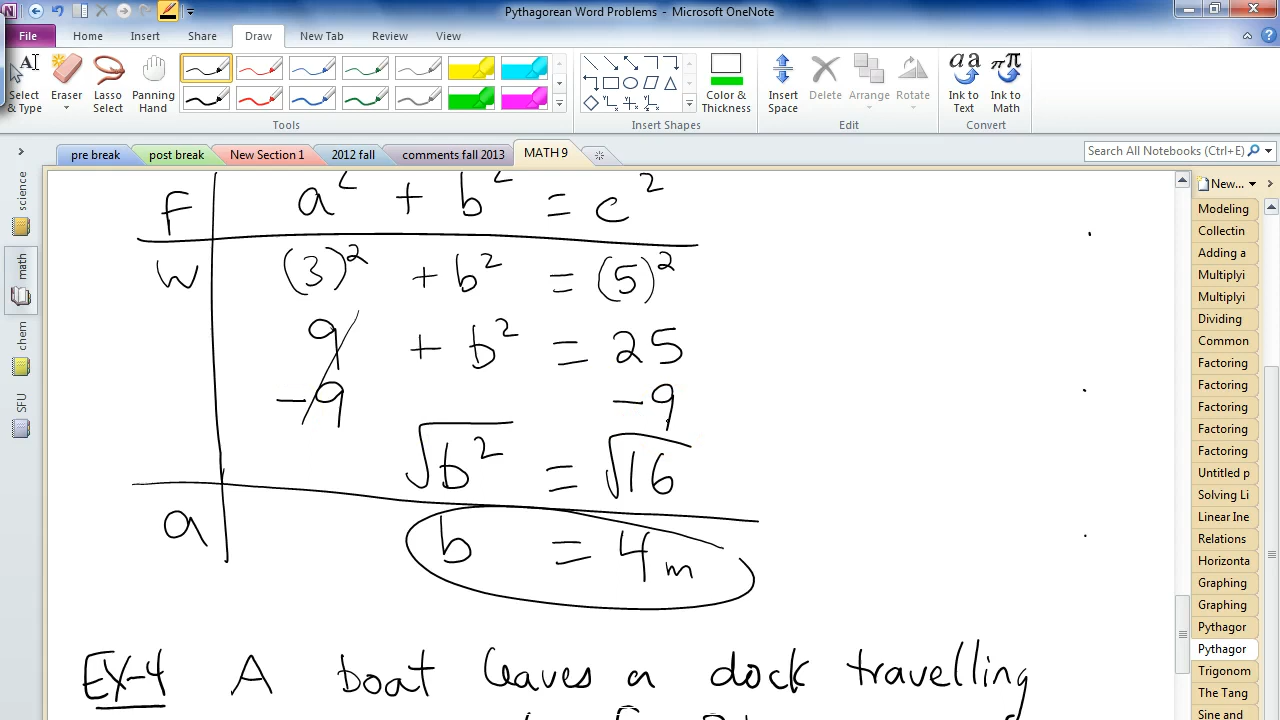 Pythagorean Word Problems - Microsoft OneNote
File Home Insert Share Draw New Tab Review View
Select & Type Eraser Lasso Select Panning Hand Color & Thickness Insert Space Delete Arrange Rotate Ink to Text Ink to Math
Tools Insert Shapes Edit Convert
pre break post break New Section 1 2012 fall comments fall 2013 MATH 9 Search All Notebooks (Ctrl+E)
science
math
chem
SFU
F a² + b² = c²
W (3)² + b² = (5)²
9 + b² = 25
-9 -9
√b² = √16
a b = 4m
EX-4 A boat leaves a dock travelling
New...
Modeling
Collectin
Adding a
Multiplyi
Multiplyi
Dividing
Common
Factoring
Factoring
Factoring
Factoring
Untitled p
Solving Li
Linear Ine
Relations
Horizonta
Graphing
Graphing
Pythagor
Pythagor
Trigonom
The Tang
Sine and